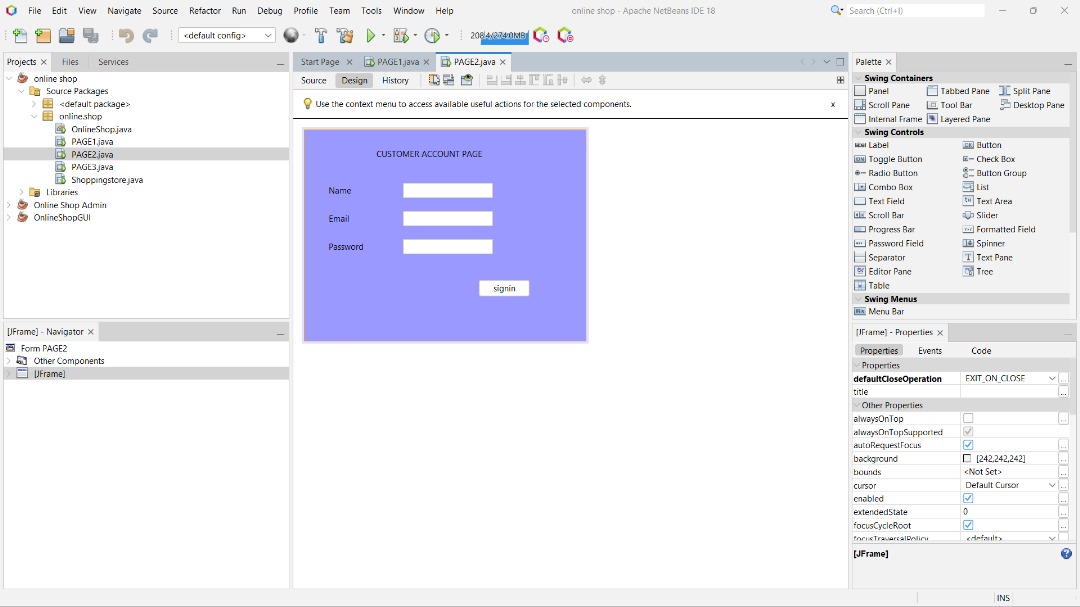 File Edit View Navigate Source Refactor Run Debug Profile Team Tools Window Help
online shop - Apache NetBeans IDE 18
Search (Ctrl+I)
<default config>
Projects Files Services
Start Page PAGE1.java PAGE2.java
Palette
online shop
Source Packages
<default package>
online.shop
OnlineShop.java
PAGE1.java
PAGE2.java
PAGE3.java
Shoppingstore.java
Libraries
Online Shop Admin
OnlineShopGUI
Source Design History
Use the context menu to access available useful actions for the selected components.
x
CUSTOMER ACCOUNT PAGE
Name
Email
Password
signin
Swing Containers
Panel Tabbed Pane Split Pane
Scroll Pane Tool Bar Desktop Pane
Internal Frame Layered Pane
Swing Controls
Label Button
Toggle Button Check Box
Radio Button Button Group
Combo Box List
Text Field Text Area
Scroll Bar Slider
Progress Bar Formatted Field
Password Field Spinner
Separator Text Pane
Editor Pane Tree
Table
Swing Menus
Menu Bar
[JFrame] - Navigator
Form PAGE2
Other Components
[JFrame]
[JFrame] - Properties
Properties Events Code
Properties
defaultCloseOperation EXIT_ON_CLOSE
title
Other Properties
alwaysOnTop
alwaysOnTopSupported
autoRequestFocus
background [242,242,242]
bounds <Not Set>
cursor Default Cursor
enabled
extendedState 0
focusCycleRoot
focusTraversalPolicy <default>
[JFrame]
INS